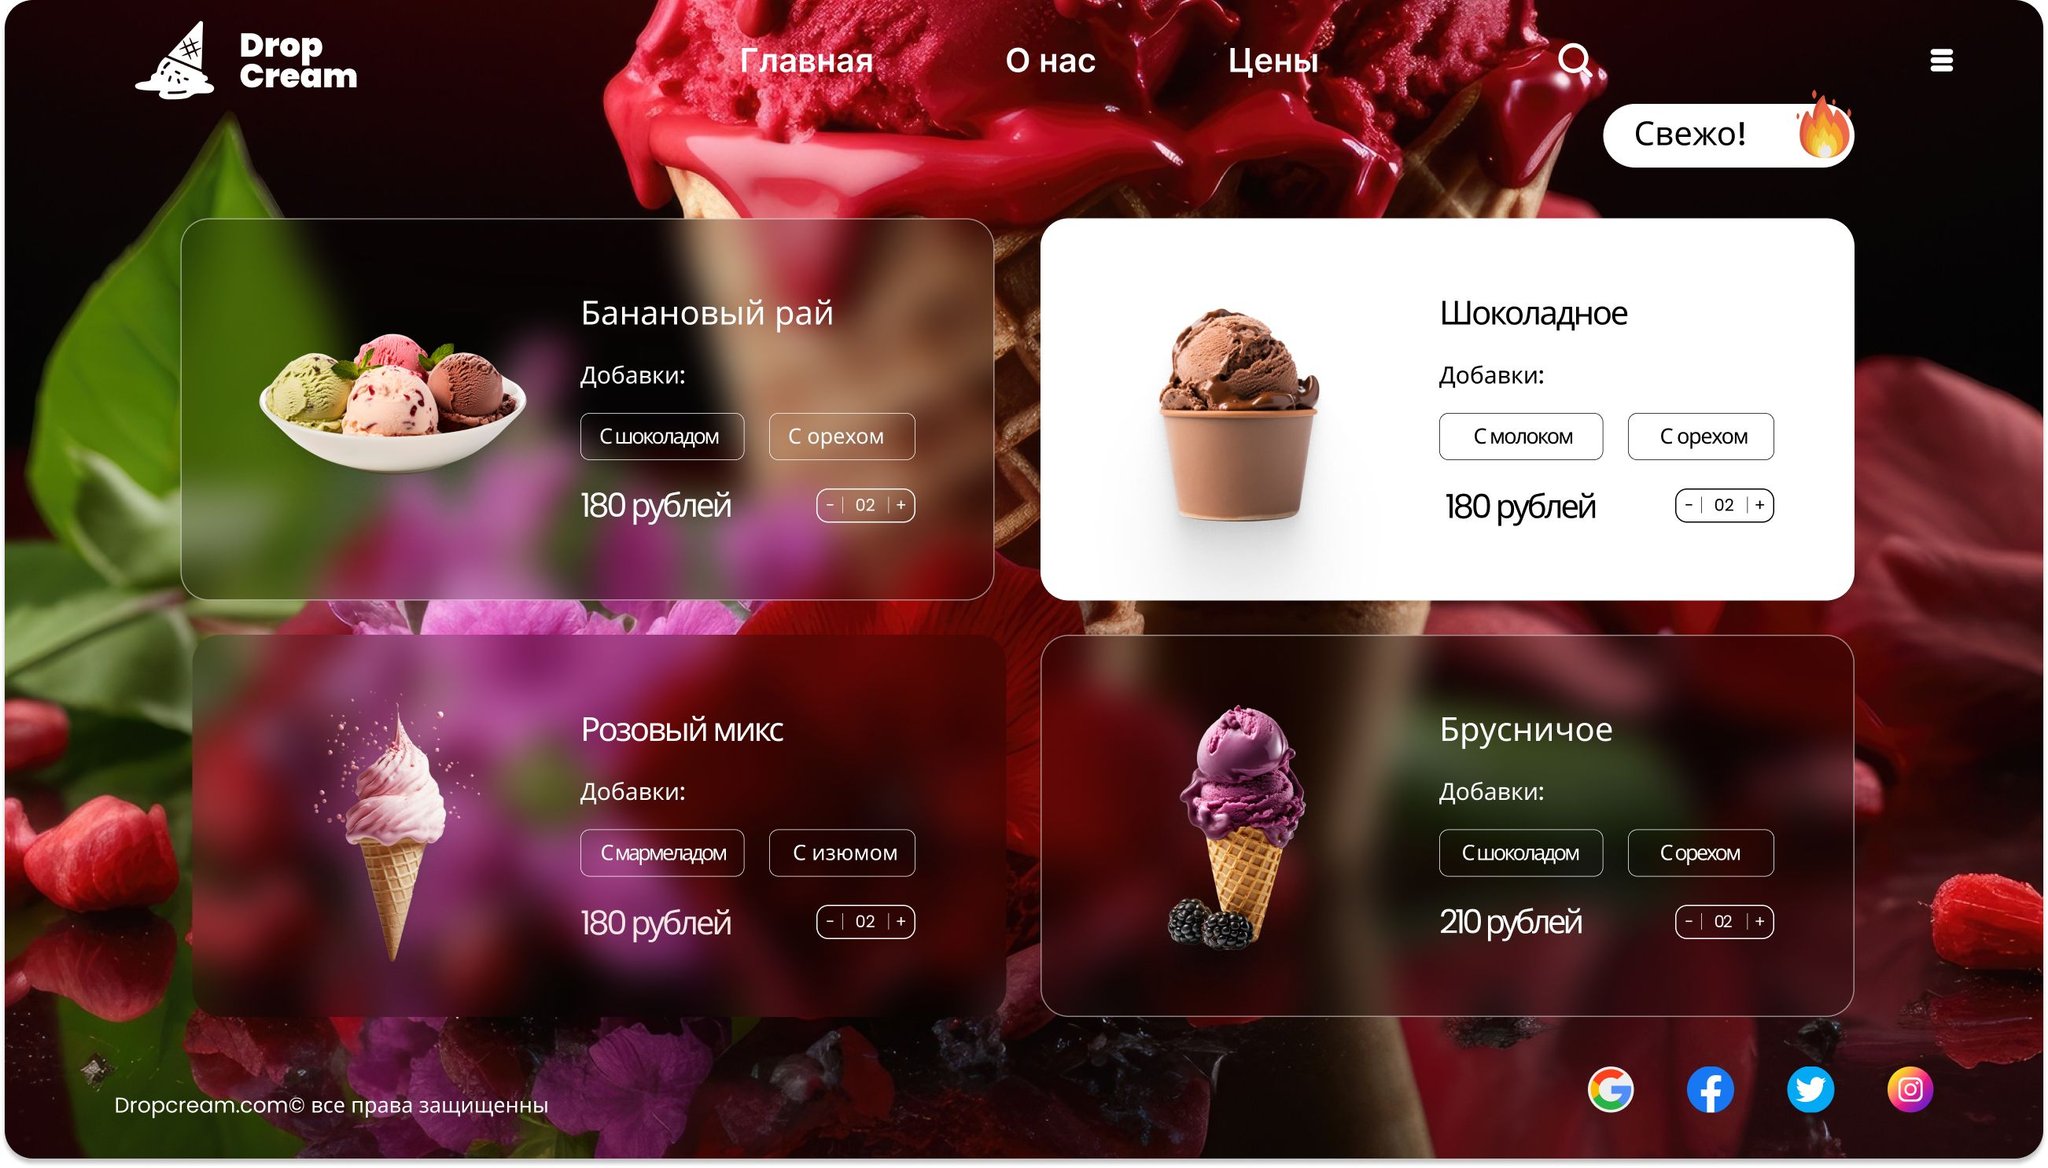 Drop
Cream
Главная
О нас
Цены
Свежо!
Банановый рай
Добавки:
С шоколадом
С орехом
180 рублей
- 02 +
Шоколадное
Добавки:
С молоком
С орехом
180 рублей
- 02 +
Розовый микс
Добавки:
С мармеладом
С изюмом
180 рублей
- 02 +
Брусничое
Добавки:
С шоколадом
С орехом
210 рублей
- 02 +
Dropcream.com© все права защищенны